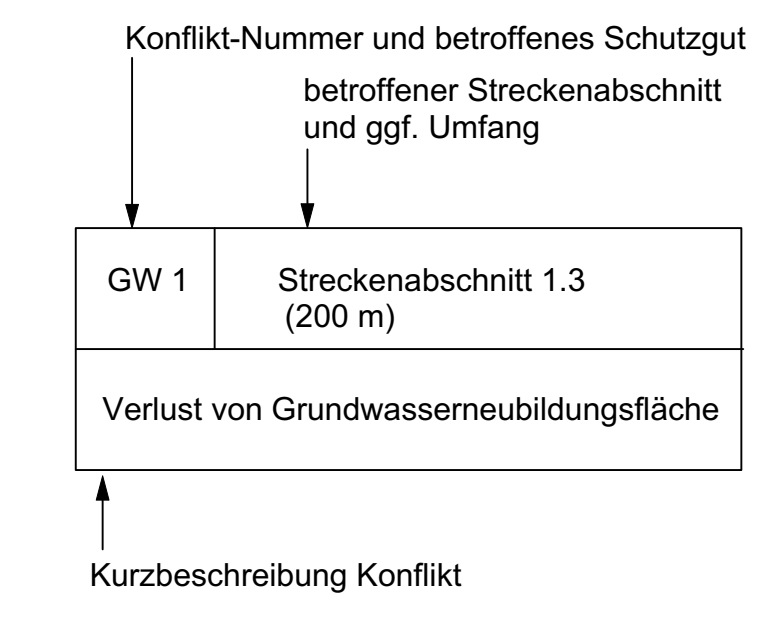 Konflikt-Nummer und betroffenes Schutzgut
betroffener Streckenabschnitt
und ggf. Umfang
GW 1
Streckenabschnitt 1.3
(200 m)
Verlust von Grundwasserneubildungsfläche
Kurzbeschreibung Konflikt